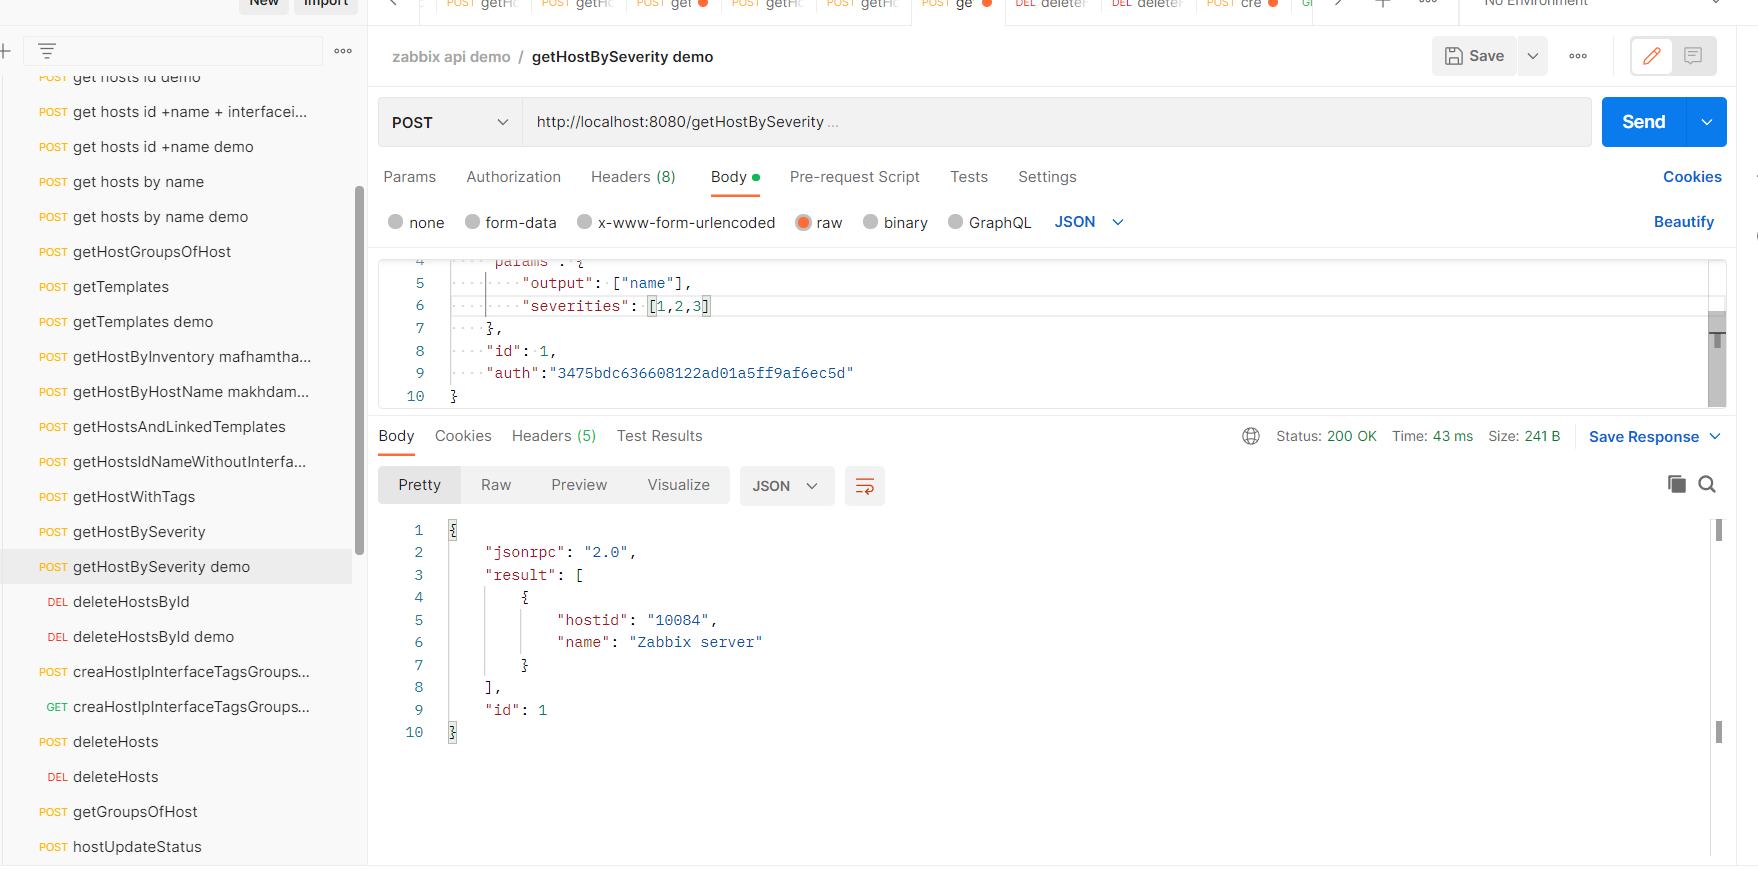 New Import
POST getHc POST getHc POST get POST getHc POST getHc POST ge DEL deleteH DEL deleteH POST cre No Environment
zabbix api demo / getHostBySeverity demo Save
POST http://localhost:8080/getHostBySeverity ... Send
Params Authorization Headers (8) Body Pre-request Script Tests Settings Cookies
none form-data x-www-form-urlencoded raw binary GraphQL JSON Beautify
4 "params": {
5 "output": ["name"],
6 "severities": [1,2,3]
7 },
8 "id": 1,
9 "auth":"3475bdc636608122ad01a5ff9af6ec5d"
10 }
Body Cookies Headers (5) Test Results Status: 200 OK Time: 43 ms Size: 241 B Save Response
Pretty Raw Preview Visualize JSON
1 {
2 "jsonrpc": "2.0",
3 "result": [
4 {
5 "hostid": "10084",
6 "name": "Zabbix server"
7 }
8 ],
9 "id": 1
10 }
POST get hosts id demo
POST get hosts id +name + interfacei...
POST get hosts id +name demo
POST get hosts by name
POST get hosts by name demo
POST getHostGroupsOfHost
POST getTemplates
POST getTemplates demo
POST getHostByInventory mafhamtha...
POST getHostByHostName makhdam...
POST getHostsAndLinkedTemplates
POST getHostsIdNameWithoutInterfa...
POST getHostWithTags
POST getHostBySeverity
POST getHostBySeverity demo
DEL deleteHostsById
DEL deleteHostsById demo
POST creaHostIpInterfaceTagsGroups...
GET creaHostIpInterfaceTagsGroups...
POST deleteHosts
DEL deleteHosts
POST getGroupsOfHost
POST hostUpdateStatus